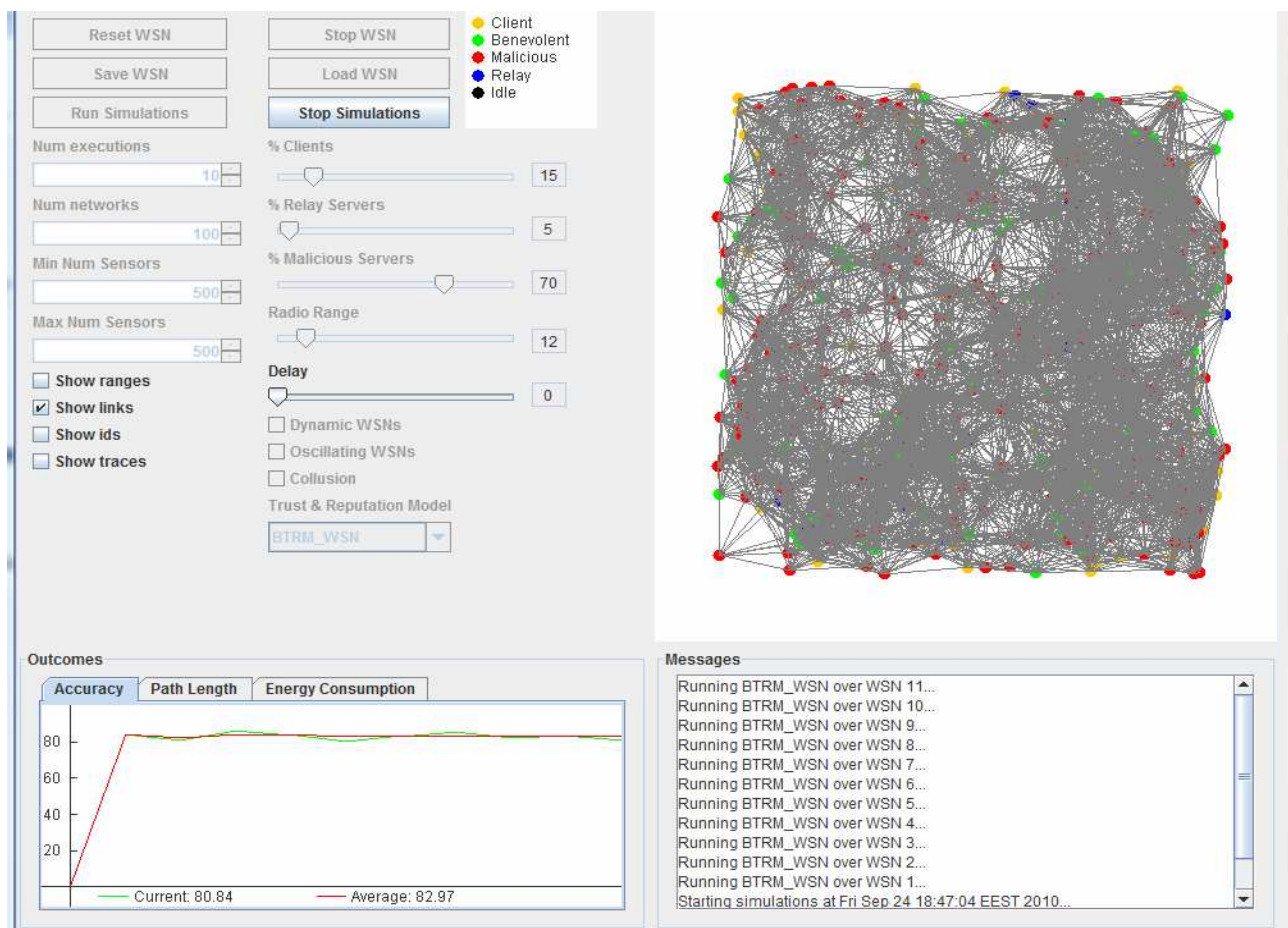 Reset WSN
Stop WSN
Client
Benevolent
Malicious
Relay
Idle
Save WSN
Load WSN
Run Simulations
Stop Simulations
Num executions
10
Num networks
100
Min Num Sensors
500
Max Num Sensors
500
Show ranges
Show links
Show ids
Show traces
% Clients
15
% Relay Servers
5
% Malicious Servers
70
Radio Range
12
Delay
0
Dynamic WSNs
Oscillating WSNs
Collusion
Trust & Reputation Model
BTRM_WSN
Outcomes
Accuracy
Path Length
Energy Consumption
80
60
40
20
Current: 80.84
Average: 82.97
Messages
Running BTRM_WSN over WSN 11...
Running BTRM_WSN over WSN 10...
Running BTRM_WSN over WSN 9...
Running BTRM_WSN over WSN 8...
Running BTRM_WSN over WSN 7...
Running BTRM_WSN over WSN 6...
Running BTRM_WSN over WSN 5...
Running BTRM_WSN over WSN 4...
Running BTRM_WSN over WSN 3...
Running BTRM_WSN over WSN 2...
Running BTRM_WSN over WSN 1...
Starting simulations at Fri Sep 24 18:47:04 EEST 2010...